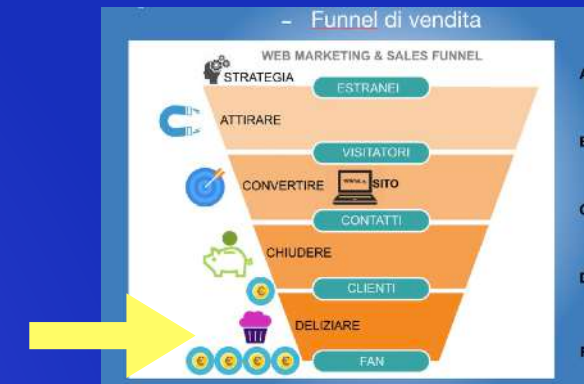 - Funnel di vendita
WEB MARKETING & SALES FUNNEL
STRATEGIA
ESTRANEI
ATTIRARE
VISITATORI
CONVERTIRE
SITO
CONTATTI
CHIUDERE
CLIENTI
DELIZIARE
FAN